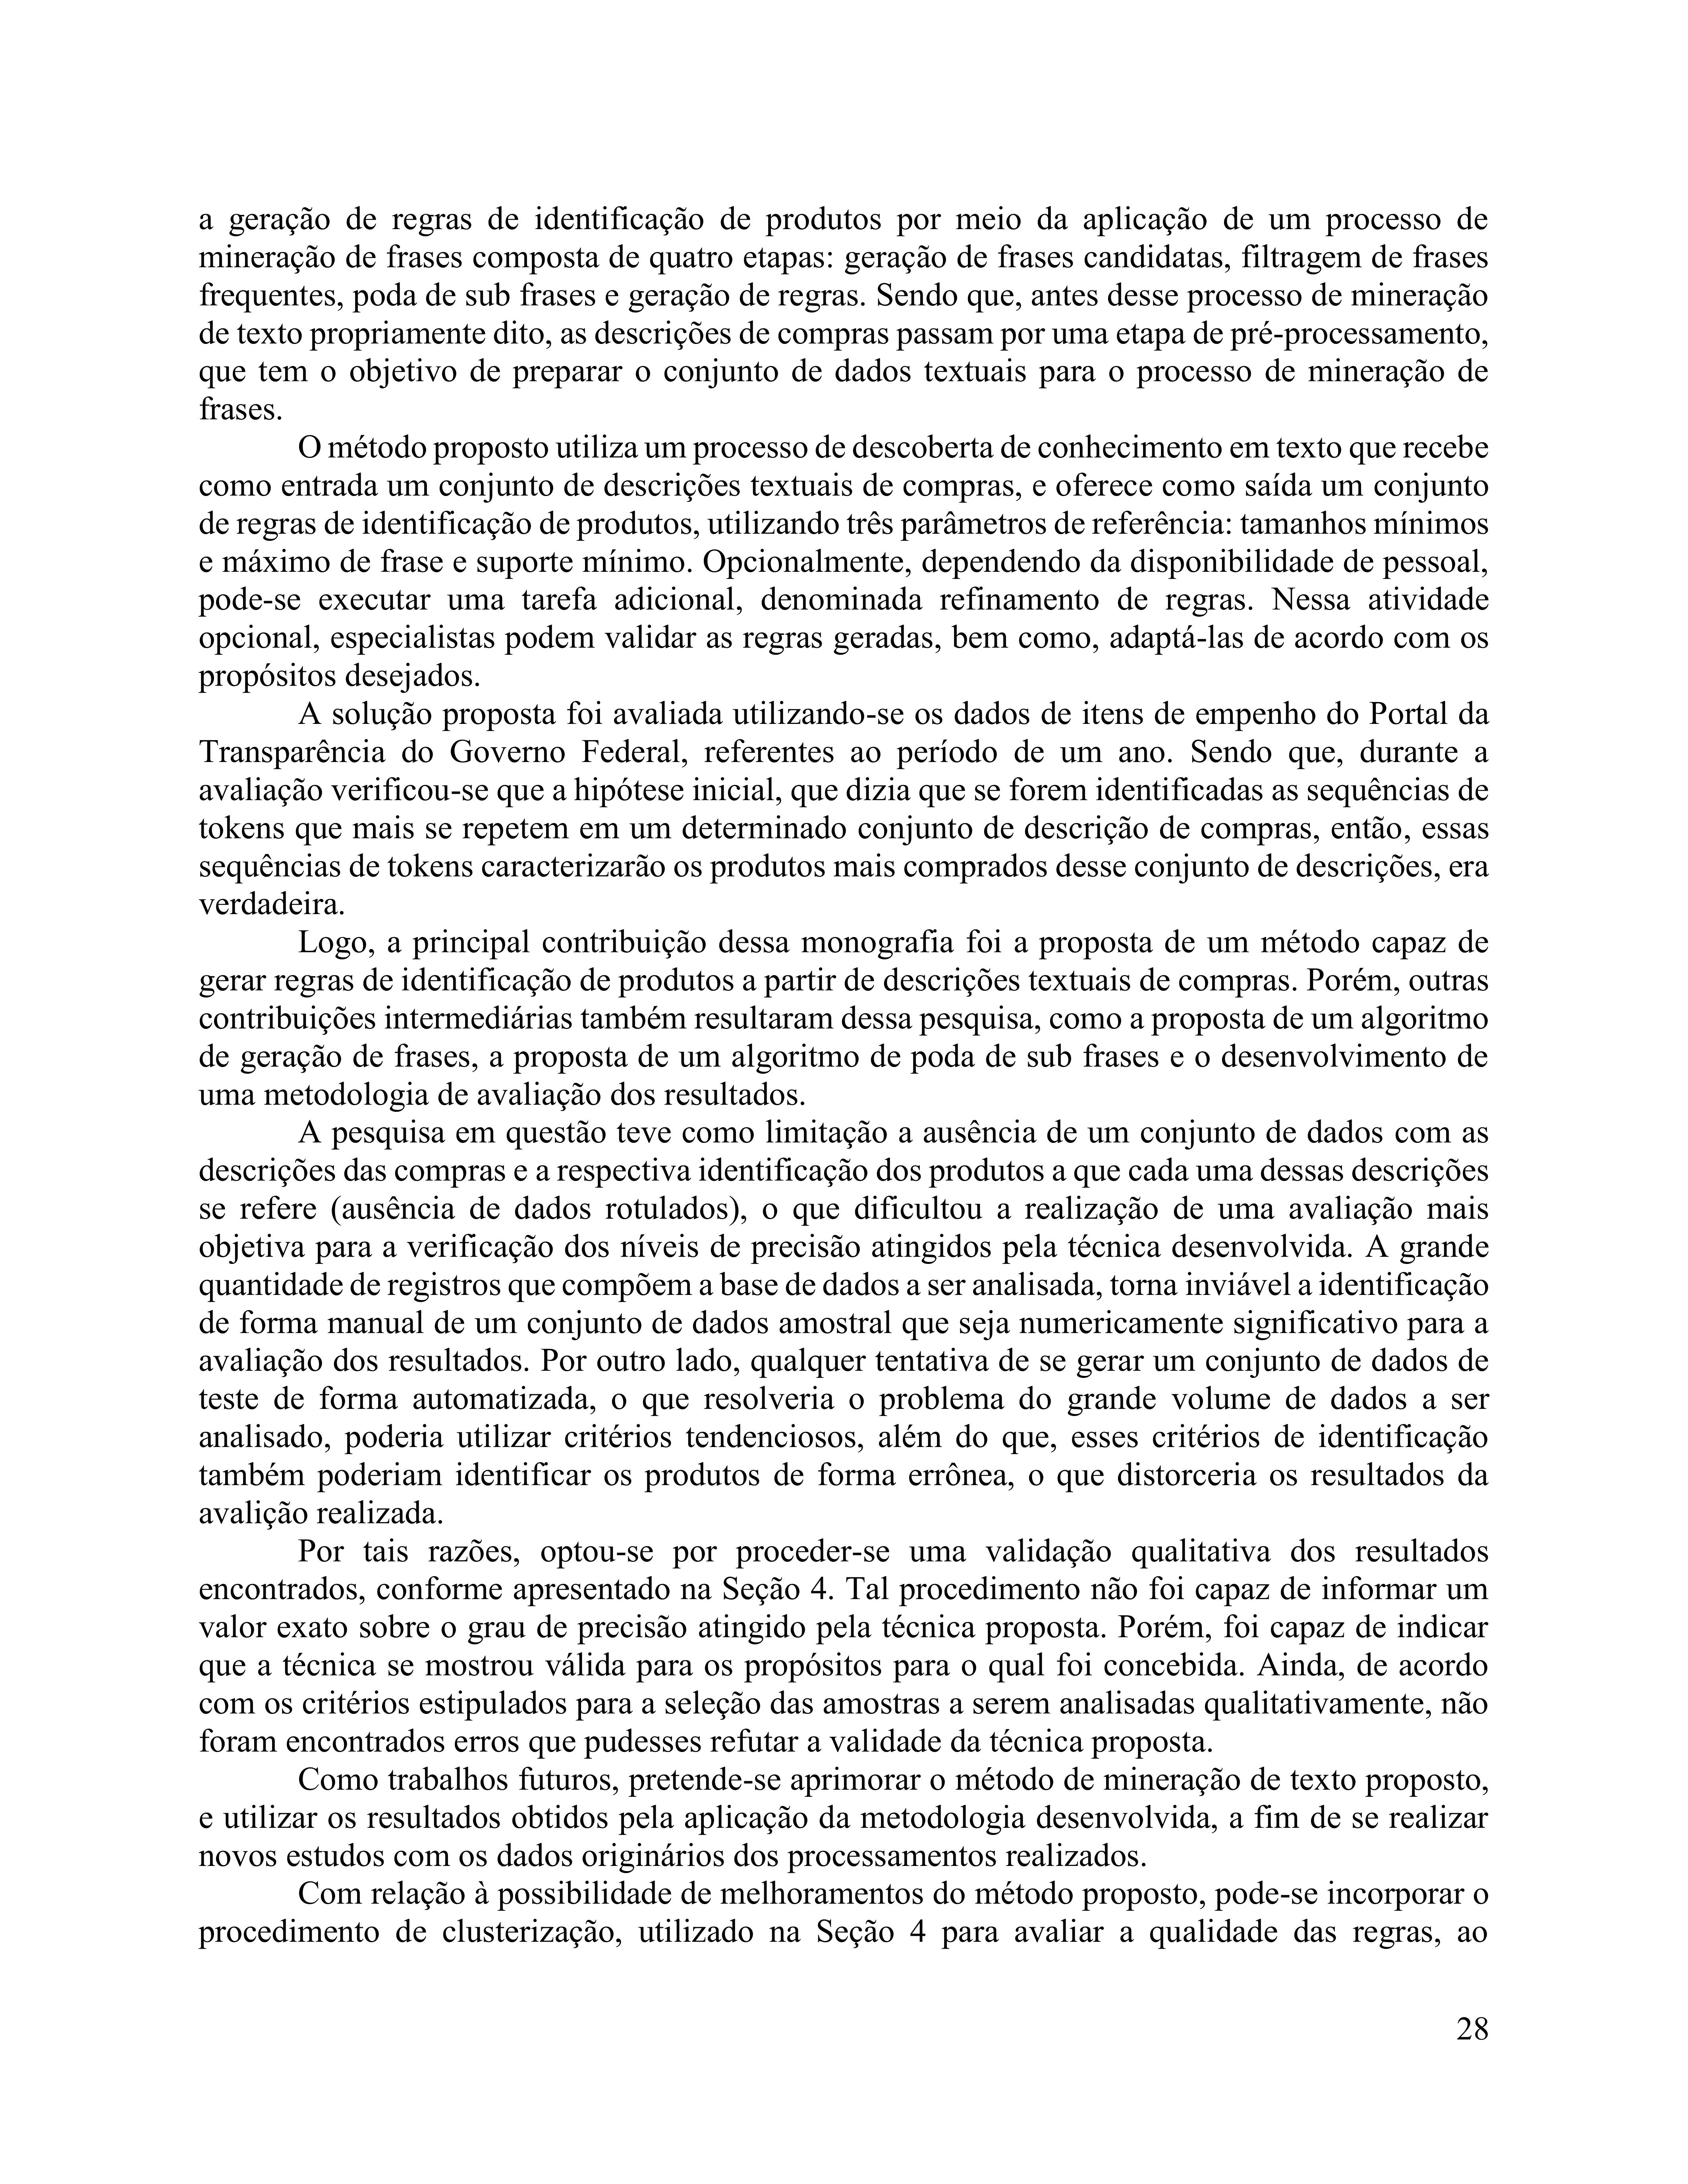 a geração de regras de identificação de produtos por meio da aplicação de um processo de
mineração de frases composta de quatro etapas: geração de frases candidatas, filtragem de frases
frequentes, poda de sub frases e geração de regras. Sendo que, antes desse processo de mineração
de texto propriamente dito, as descrições de compras passam por uma etapa de pré-processamento,
que tem o objetivo de preparar o conjunto de dados textuais para o processo de mineração de
frases.
O método proposto utiliza um processo de descoberta de conhecimento em texto que recebe
como entrada um conjunto de descrições textuais de compras, e oferece como saída um conjunto
de regras de identificação de produtos, utilizando três parâmetros de referência: tamanhos mínimos
e máximo de frase e suporte mínimo. Opcionalmente, dependendo da disponibilidade de pessoal,
pode-se executar uma tarefa adicional, denominada refinamento de regras. Nessa atividade
opcional, especialistas podem validar as regras geradas, bem como, adaptá-las de acordo com os
propósitos desejados.
A solução proposta foi avaliada utilizando-se os dados de itens de empenho do Portal da
Transparência do Governo Federal, referentes ao período de um ano. Sendo que, durante a
avaliação verificou-se que a hipótese inicial, que dizia que se forem identificadas as sequências de
tokens que mais se repetem em um determinado conjunto de descrição de compras, então, essas
sequências de tokens caracterizarão os produtos mais comprados desse conjunto de descrições, era
verdadeira.
Logo, a principal contribuição dessa monografia foi a proposta de um método capaz de
gerar regras de identificação de produtos a partir de descrições textuais de compras. Porém, outras
contribuições intermediárias também resultaram dessa pesquisa, como a proposta de um algoritmo
de geração de frases, a proposta de um algoritmo de poda de sub frases e o desenvolvimento de
uma metodologia de avaliação dos resultados.
A pesquisa em questão teve como limitação a ausência de um conjunto de dados com as
descrições das compras e a respectiva identificação dos produtos a que cada uma dessas descrições
se refere (ausência de dados rotulados), o que dificultou a realização de uma avaliação mais
objetiva para a verificação dos níveis de precisão atingidos pela técnica desenvolvida. A grande
quantidade de registros que compõem a base de dados a ser analisada, torna inviável a identificação
de forma manual de um conjunto de dados amostral que seja numericamente significativo para a
avaliação dos resultados. Por outro lado, qualquer tentativa de se gerar um conjunto de dados de
teste de forma automatizada, o que resolveria o problema do grande volume de dados a ser
analisado, poderia utilizar critérios tendenciosos, além do que, esses critérios de identificação
também poderiam identificar os produtos de forma errônea, o que distorceria os resultados da
avalição realizada.
Por tais razões, optou-se por proceder-se uma validação qualitativa dos resultados
encontrados, conforme apresentado na Seção 4. Tal procedimento não foi capaz de informar um
valor exato sobre o grau de precisão atingido pela técnica proposta. Porém, foi capaz de indicar
que a técnica se mostrou válida para os propósitos para o qual foi concebida. Ainda, de acordo
com os critérios estipulados para a seleção das amostras a serem analisadas qualitativamente, não
foram encontrados erros que pudesses refutar a validade da técnica proposta.
Como trabalhos futuros, pretende-se aprimorar o método de mineração de texto proposto,
e utilizar os resultados obtidos pela aplicação da metodologia desenvolvida, a fim de se realizar
novos estudos com os dados originários dos processamentos realizados.
Com relação à possibilidade de melhoramentos do método proposto, pode-se incorporar o
procedimento de clusterização, utilizado na Seção 4 para avaliar a qualidade das regras, ao
28